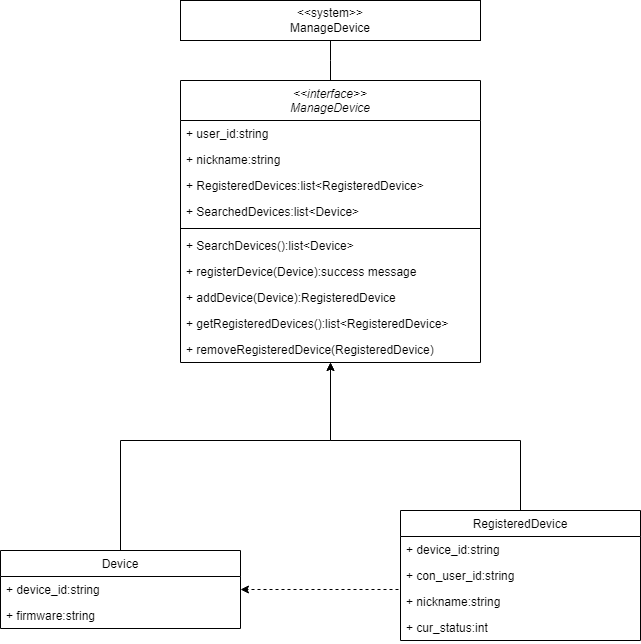 <<system>>
ManageDevice
<<interface>>
ManageDevice
+ user_id:string
+ nickname:string
+ RegisteredDevices:list<RegisteredDevice>
+ SearchedDevices:list<Device>
+ SearchDevices():list<Device>
+ registerDevice(Device):success message
+ addDevice(Device):RegisteredDevice
+ getRegisteredDevices():list<RegisteredDevice>
+ removeRegisteredDevice(RegisteredDevice)
Device
+ device_id:string
+ firmware:string
RegisteredDevice
+ device_id:string
+ con_user_id:string
+ nickname:string
+ cur_status:int